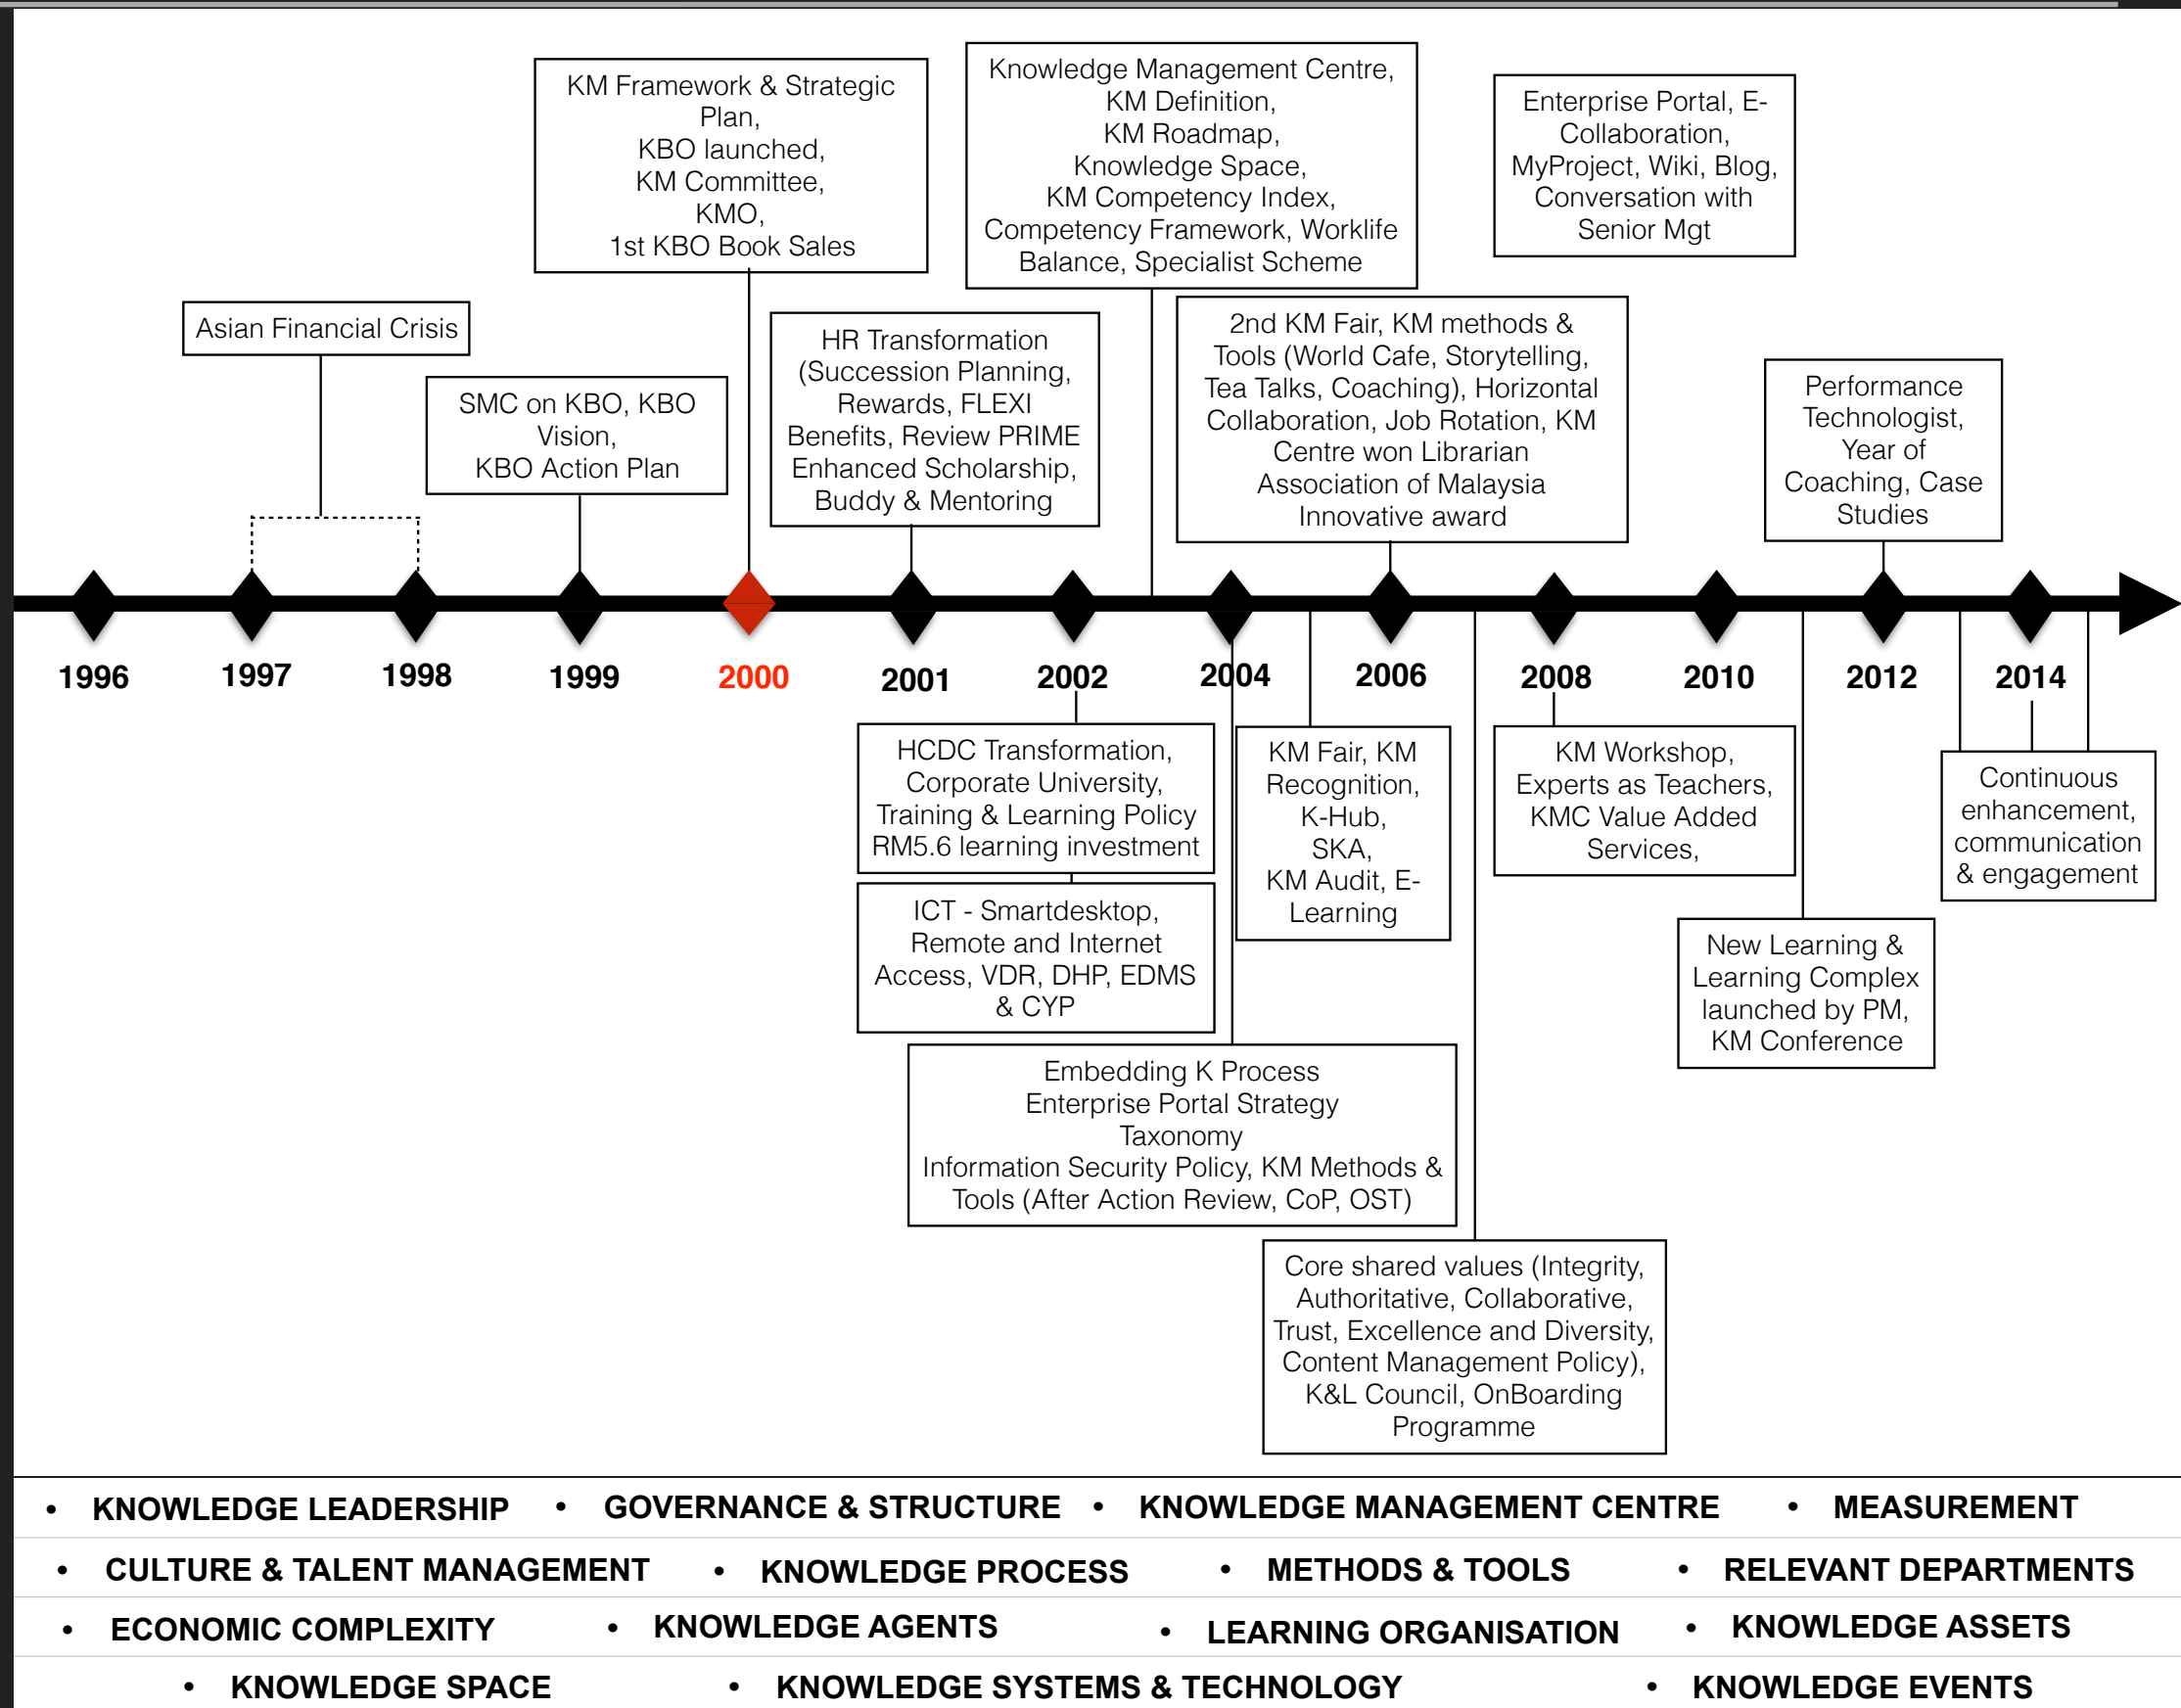 KM Framework & Strategic
Plan,
KBO launched,
KM Committee,
KMO,
1st KBO Book Sales
Knowledge Management Centre,
KM Definition,
KM Roadmap,
Knowledge Space,
KM Competency Index,
Competency Framework, Worklife
Balance, Specialist Scheme
Enterprise Portal, E-
Collaboration,
MyProject, Wiki, Blog,
Conversation with
Senior Mgt
Asian Financial Crisis
SMC on KBO, KBO
Vision,
KBO Action Plan
HR Transformation
(Succession Planning,
Rewards, FLEXI
Benefits, Review PRIME
Enhanced Scholarship,
Buddy & Mentoring
2nd KM Fair, KM methods &
Tools (World Cafe, Storytelling,
Tea Talks, Coaching), Horizontal
Collaboration, Job Rotation, KM
Centre won Librarian
Association of Malaysia
Innovative award
Performance
Technologist,
Year of
Coaching, Case
Studies
1996
1997
1998
1999
2000
2001
2002
2004
2006
2008
2010
2012
2014
HCDC Transformation,
Corporate University,
Training & Learning Policy
RM5.6 learning investment
ICT - Smartdesktop,
Remote and Internet
Access, VDR, DHP, EDMS
& CYP
KM Fair, KM
Recognition,
K-Hub,
SKA,
KM Audit, E-
Learning
KM Workshop,
Experts as Teachers,
KMC Value Added
Services,
Continuous
enhancement,
communication
& engagement
New Learning &
Learning Complex
launched by PM,
KM Conference
Embedding K Process
Enterprise Portal Strategy
Taxonomy
Information Security Policy, KM Methods &
Tools (After Action Review, CoP, OST)
Core shared values (Integrity,
Authoritative, Collaborative,
Trust, Excellence and Diversity,
Content Management Policy),
K&L Council, OnBoarding
Programme
• KNOWLEDGE LEADERSHIP • GOVERNANCE & STRUCTURE • KNOWLEDGE MANAGEMENT CENTRE • MEASUREMENT
• CULTURE & TALENT MANAGEMENT • KNOWLEDGE PROCESS • METHODS & TOOLS • RELEVANT DEPARTMENTS
• ECONOMIC COMPLEXITY • KNOWLEDGE AGENTS • LEARNING ORGANISATION • KNOWLEDGE ASSETS
• KNOWLEDGE SPACE • KNOWLEDGE SYSTEMS & TECHNOLOGY • KNOWLEDGE EVENTS